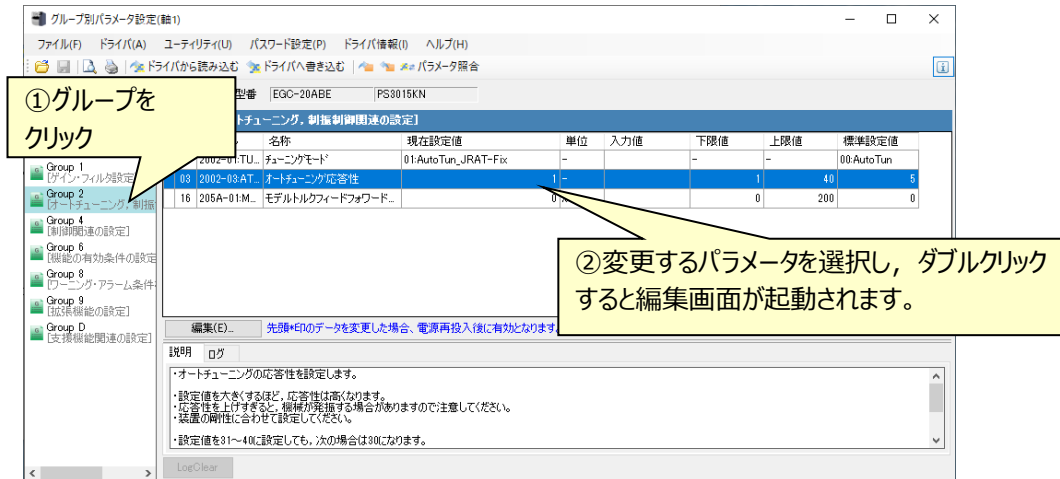 グループ別パラメータ設定(軸1)
ファイル(F) ドライバ(A) ユーティリティ(U) パスワード設定(P) ドライバ情報(I) ヘルプ(H)
ドライバから読み込む ドライバへ書き込む パラメータ照合
①グループを
クリック
型番 EGC-20ABE PS3015KN
トチューニング, 制振制御関連の設定]
名称 現在設定値 単位 入力値 下限値 上限値 標準設定値
2002-01:TU... チューニングモード 01:AutoTun_JRAT-Fix - - - 00:AutoTun
03 2002-03:AT... オートチューニング応答性 1 - 1 40 5
16 205A-01:M... モデルトルクフィードフォワード... 0 0 200 0
Group 1
[ゲイン・フィルタ設定
Group 2
[オートチューニング, 制振
Group 4
[制御関連の設定]
Group 6
[機能の有効条件の設定
Group 8
[ワーニング・アラーム条件
Group 9
[拡張機能の設定]
Group D
[支援機能関連の設定]
②変更するパラメータを選択し, ダブルクリック
すると編集画面が起動されます。
編集(E)... 先頭*印のデータを変更した場合、電源再投入後に有効となります。
説明 ログ
・オートチューニングの応答性を設定します。
・設定値を大きくするほど, 応答性は高くなります。
・応答性を上げすぎると, 機械が発振する場合がありますので注意してください。
・装置の剛性に合わせて設定してください。
・設定値を31～40に設定しても, 次の場合は30になります。
LogClear